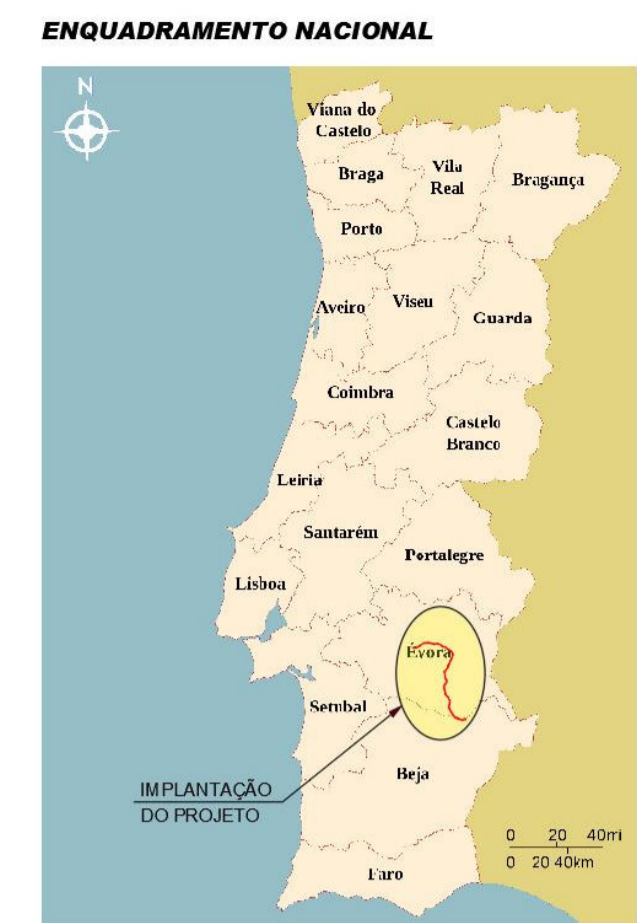 ENQUADRAMENTO NACIONAL
N
Viana do
Castelo
Braga
Vila
Real
Bragança
Porto
Aveiro
Viseu
Guarda
Coimbra
Castelo
Branco
Leiria
Santarém
Portalegre
Lisboa
Évora
Setubal
Beja
IMPLANTAÇÃO
DO PROJETO
0 20 40mi
0 20 40km
Faro